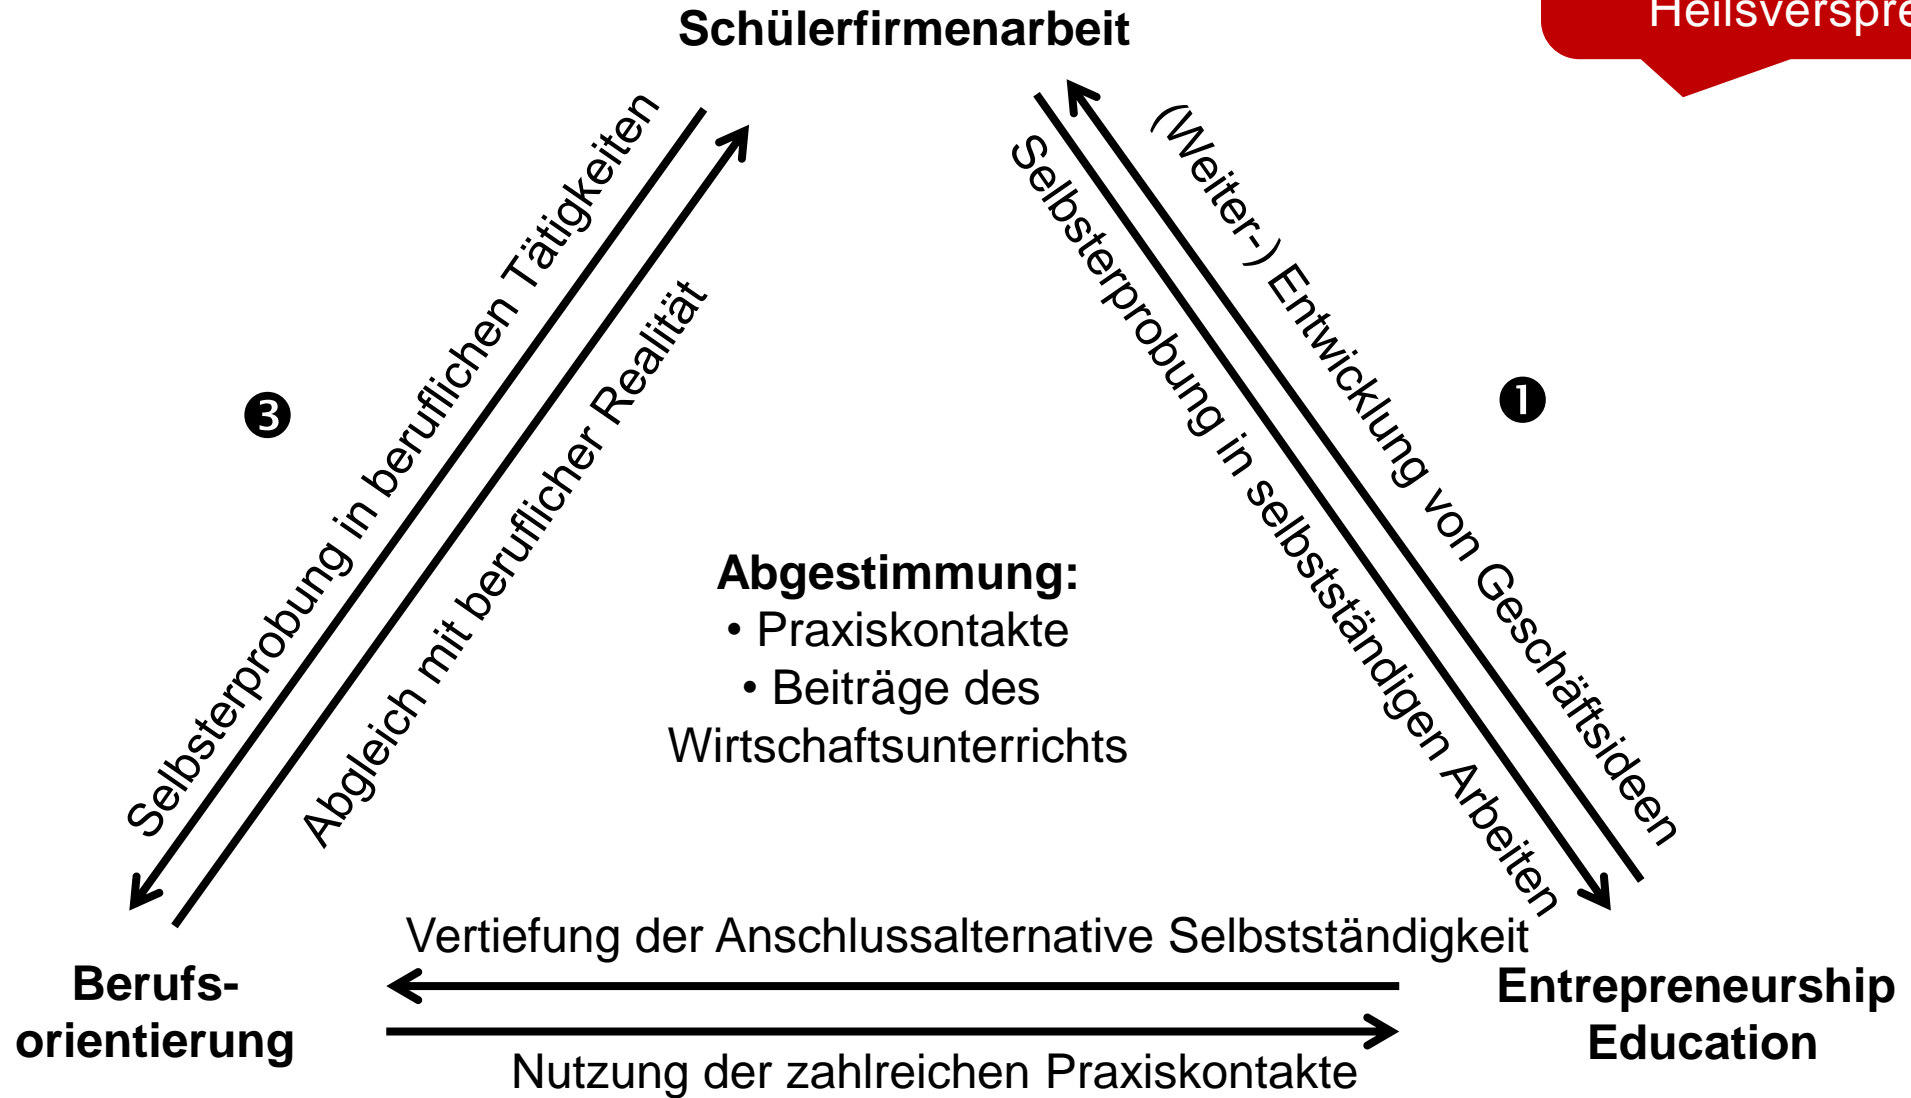 Heilsverspre
Schülerfirmenarbeit
Selbsterprobung in beruflichen Tätigkeiten
Abgleich mit beruflicher Realität
Selbsterprobung in selbstständigen Arbeiten
(Weiter-) Entwicklung von Geschäftsideen
❸
❶
Abgestimmung:
• Praxiskontakte
• Beiträge des
Wirtschaftsunterrichts
Vertiefung der Anschlussalternative Selbstständigkeit
Berufs-
orientierung
Entrepreneurship
Education
Nutzung der zahlreichen Praxiskontakte